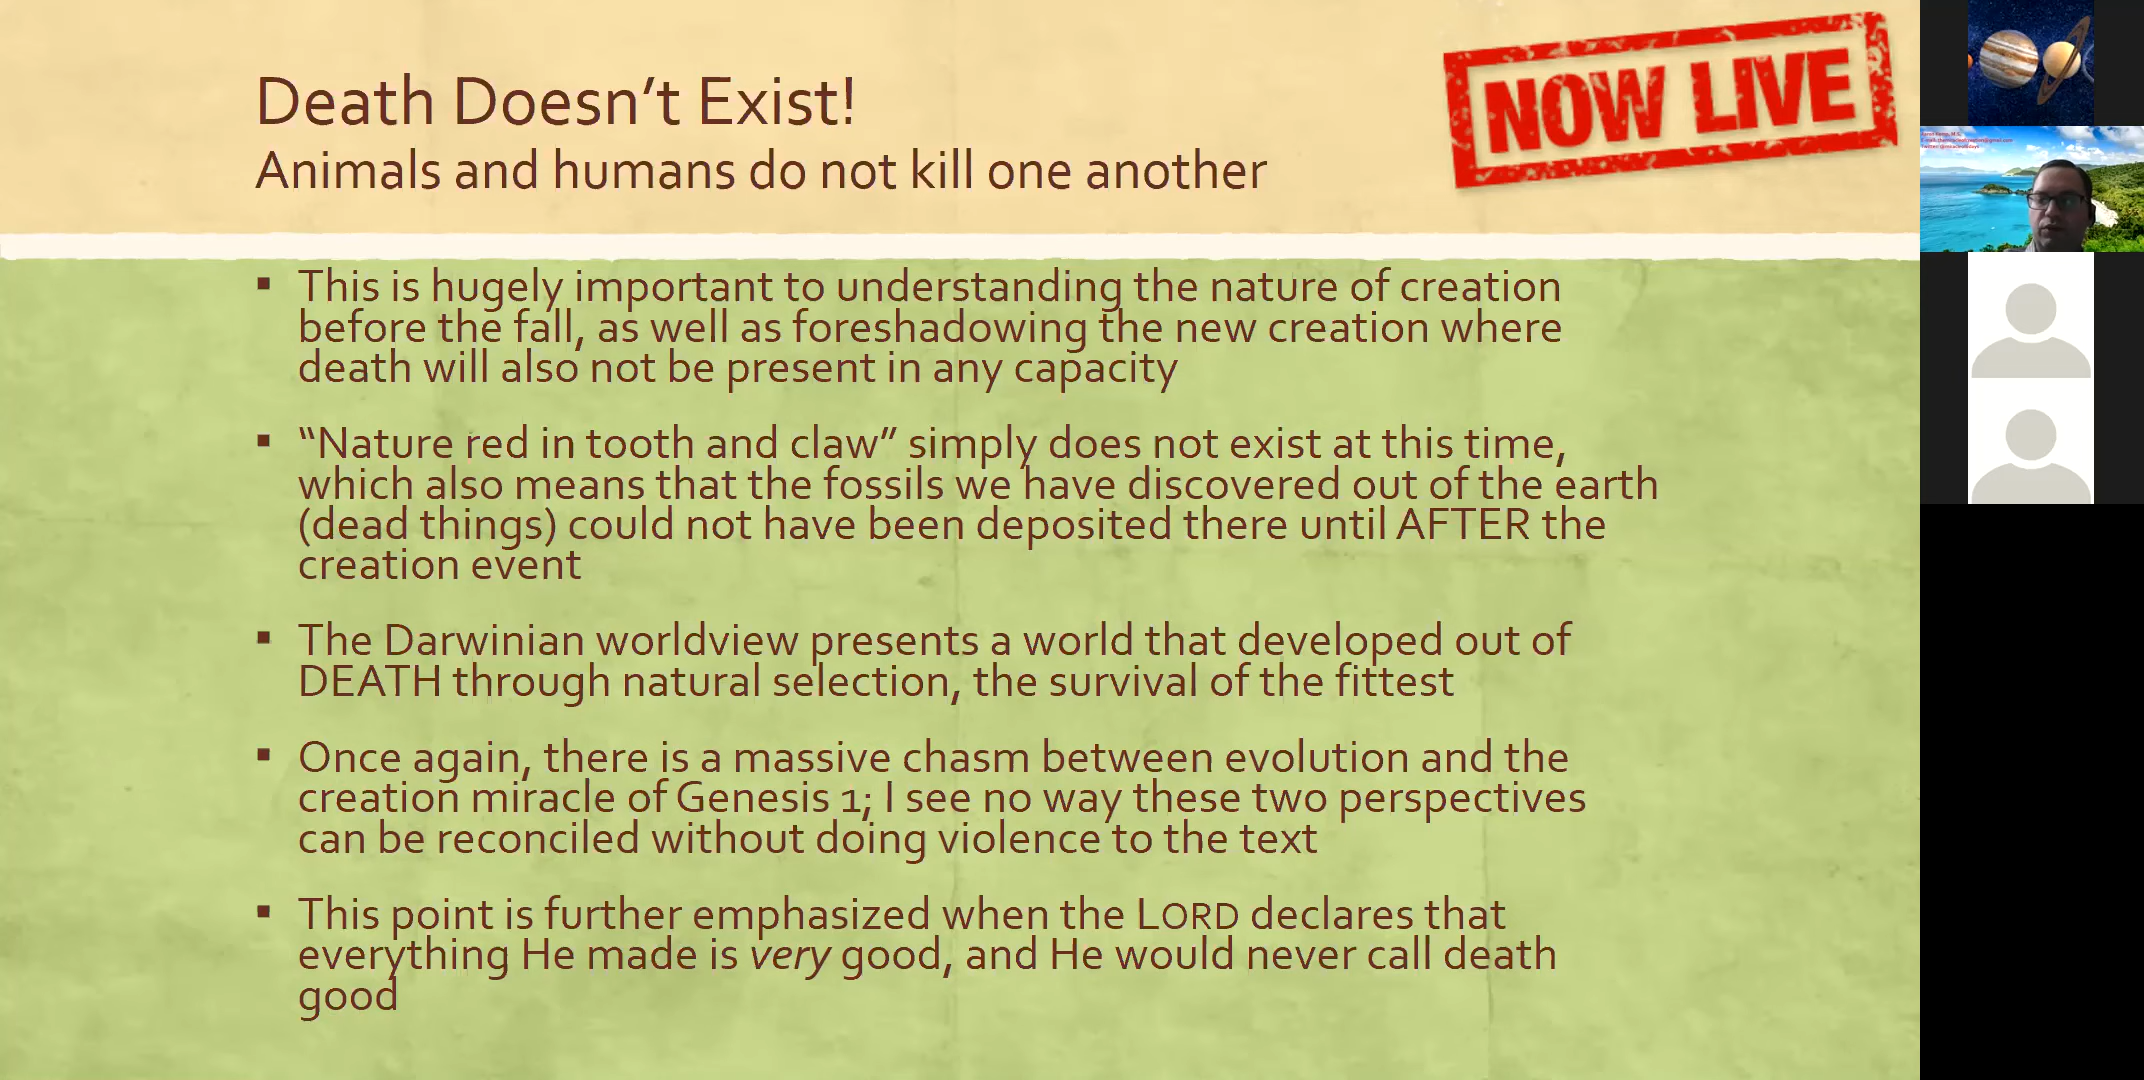 Death Doesn’t Exist!
Animals and humans do not kill one another
NOW LIVE
▪ This is hugely important to understanding the nature of creation
before the fall, as well as foreshadowing the new creation where
death will also not be present in any capacity
▪ “Nature red in tooth and claw” simply does not exist at this time,
which also means that the fossils we have discovered out of the earth
(dead things) could not have been deposited there until AFTER the
creation event
▪ The Darwinian worldview presents a world that developed out of
DEATH through natural selection, the survival of the fittest
▪ Once again, there is a massive chasm between evolution and the
creation miracle of Genesis 1; I see no way these two perspectives
can be reconciled without doing violence to the text
▪ This point is further emphasized when the LORD declares that
everything He made is very good, and He would never call death
good